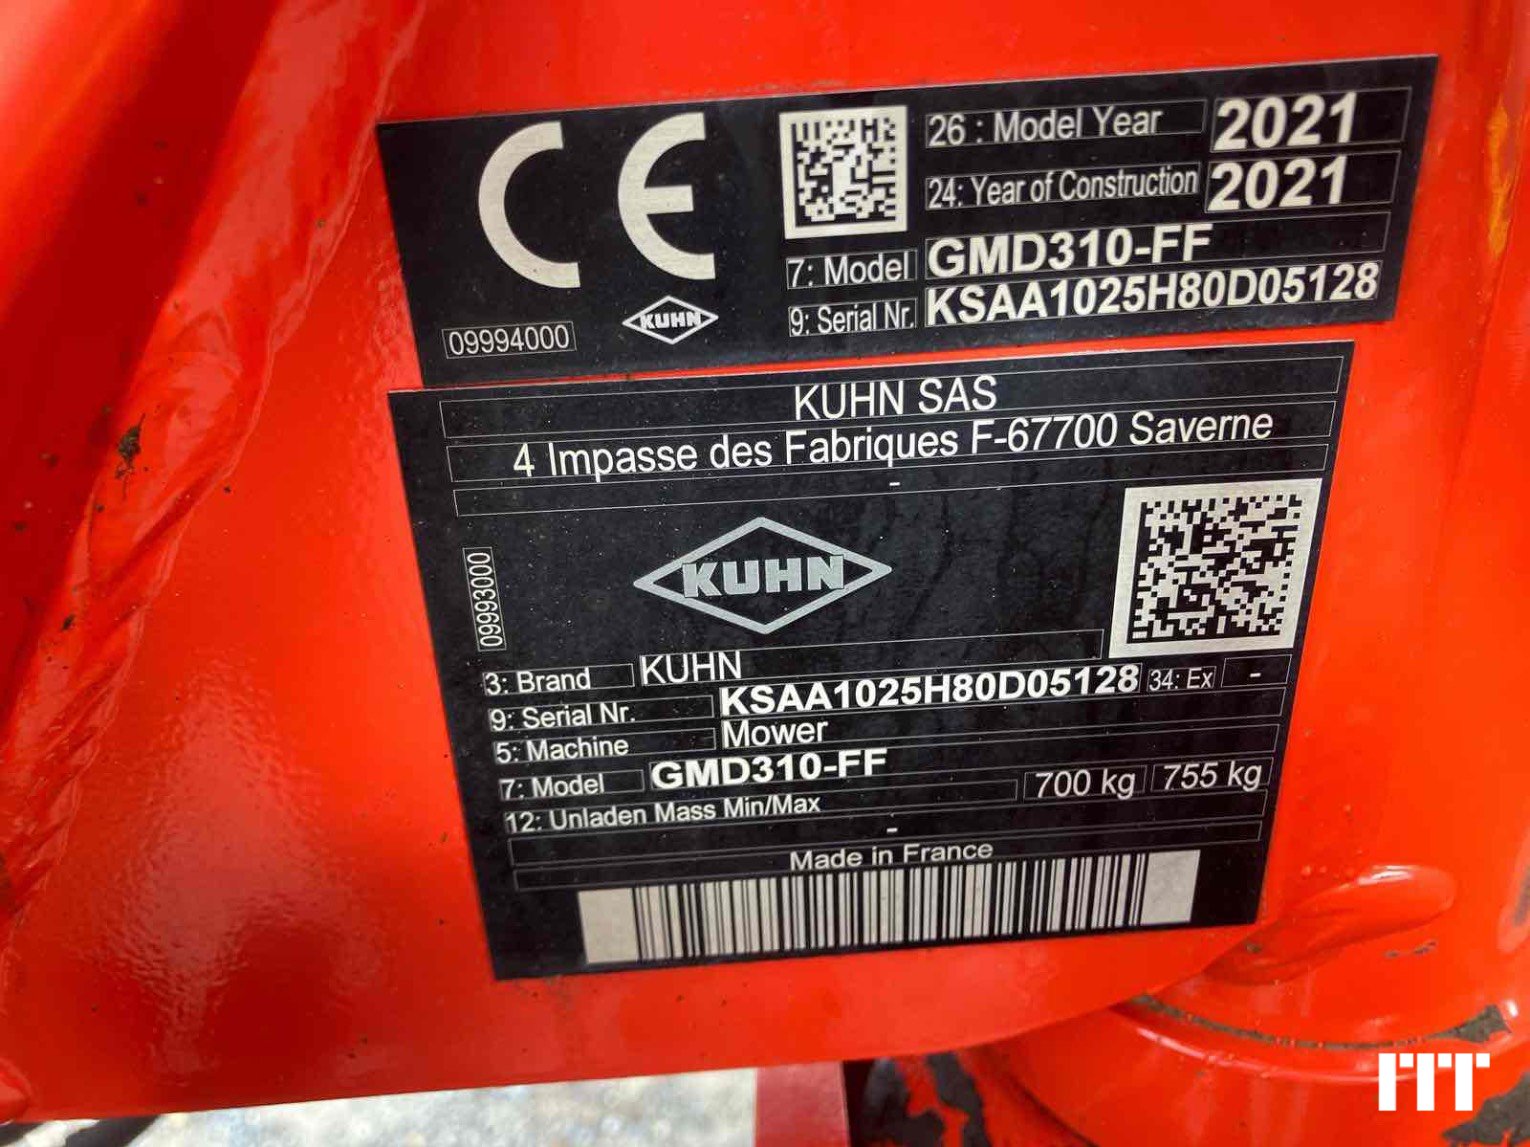 CE
26 : Model Year 2021
24: Year of Construction 2021
7: Model GMD310-FF
9: Serial Nr. KSAA1025H80D05128
09994000
KUHN
KUHN SAS
4 Impasse des Fabriques F-67700 Saverne
-
09993000
KUHN
3: Brand KUHN
9: Serial Nr. KSAA1025H80D05128 34: Ex -
5: Machine Mower
7: Model GMD310-FF
12: Unladen Mass Min/Max 700 kg 755 kg
-
Made in France